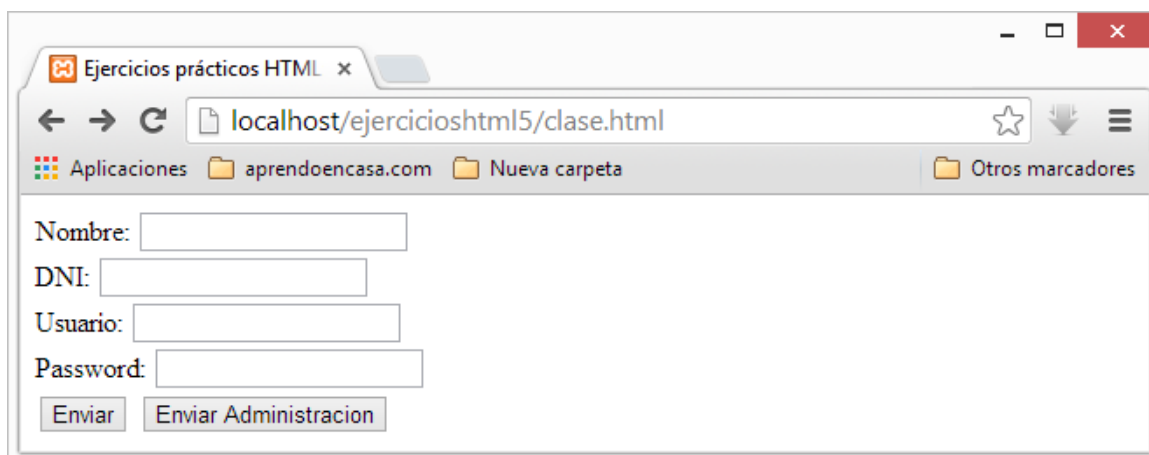 Ejercicios prácticos HTML
localhost/ejercicioshtml5/clase.html
Aplicaciones aprendoencasa.com Nueva carpeta Otros marcadores
Nombre:
DNI:
Usuario:
Password:
Enviar Enviar Administracion